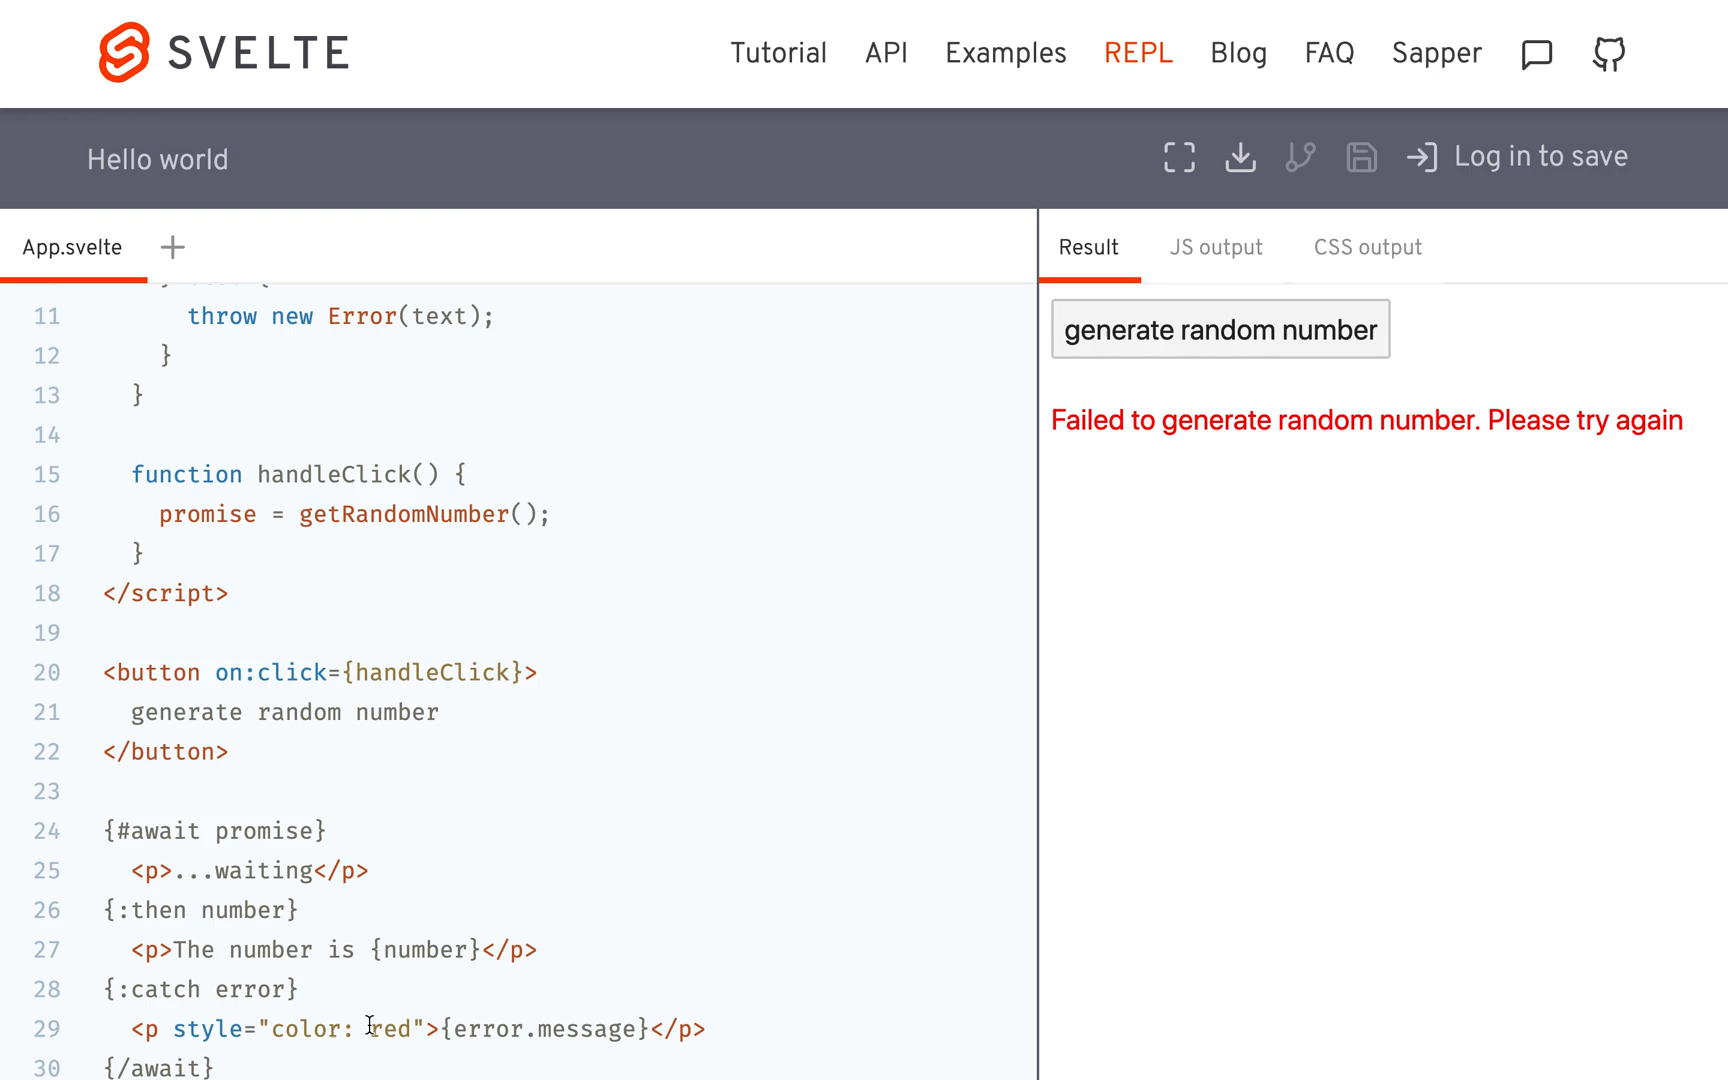 SVELTE
Tutorial API Examples REPL Blog FAQ Sapper
Hello world
Log in to save
App.svelte +
Result JS output CSS output
11 throw new Error(text);
12 }
13 }
14
15 function handleClick() {
16 promise = getRandomNumber();
17 }
18 </script>
19
20 <button on:click={handleClick}>
21 generate random number
22 </button>
23
24 {#await promise}
25 <p>...waiting</p>
26 {:then number}
27 <p>The number is {number}</p>
28 {:catch error}
29 <p style="color: red">{error.message}</p>
30 {/await}
generate random number
Failed to generate random number. Please try again